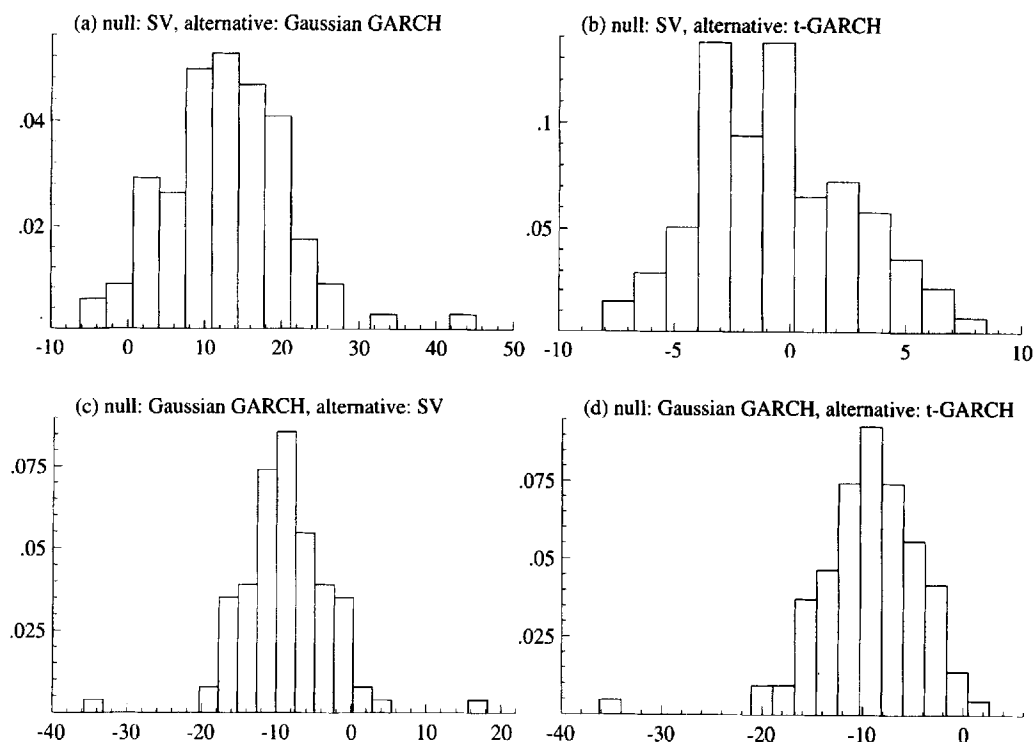 (a) null: SV, alternative: Gaussian GARCH
.04
.02
-10 0 10 20 30 40 50
(b) null: SV, alternative: t-GARCH
.1
.05
-10 -5 0 5 10
(c) null: Gaussian GARCH, alternative: SV
.075
.05
.025
-40 -30 -20 -10 0 10 20
(d) null: Gaussian GARCH, alternative: t-GARCH
.075
.05
.025
-40 -30 -20 -10 0